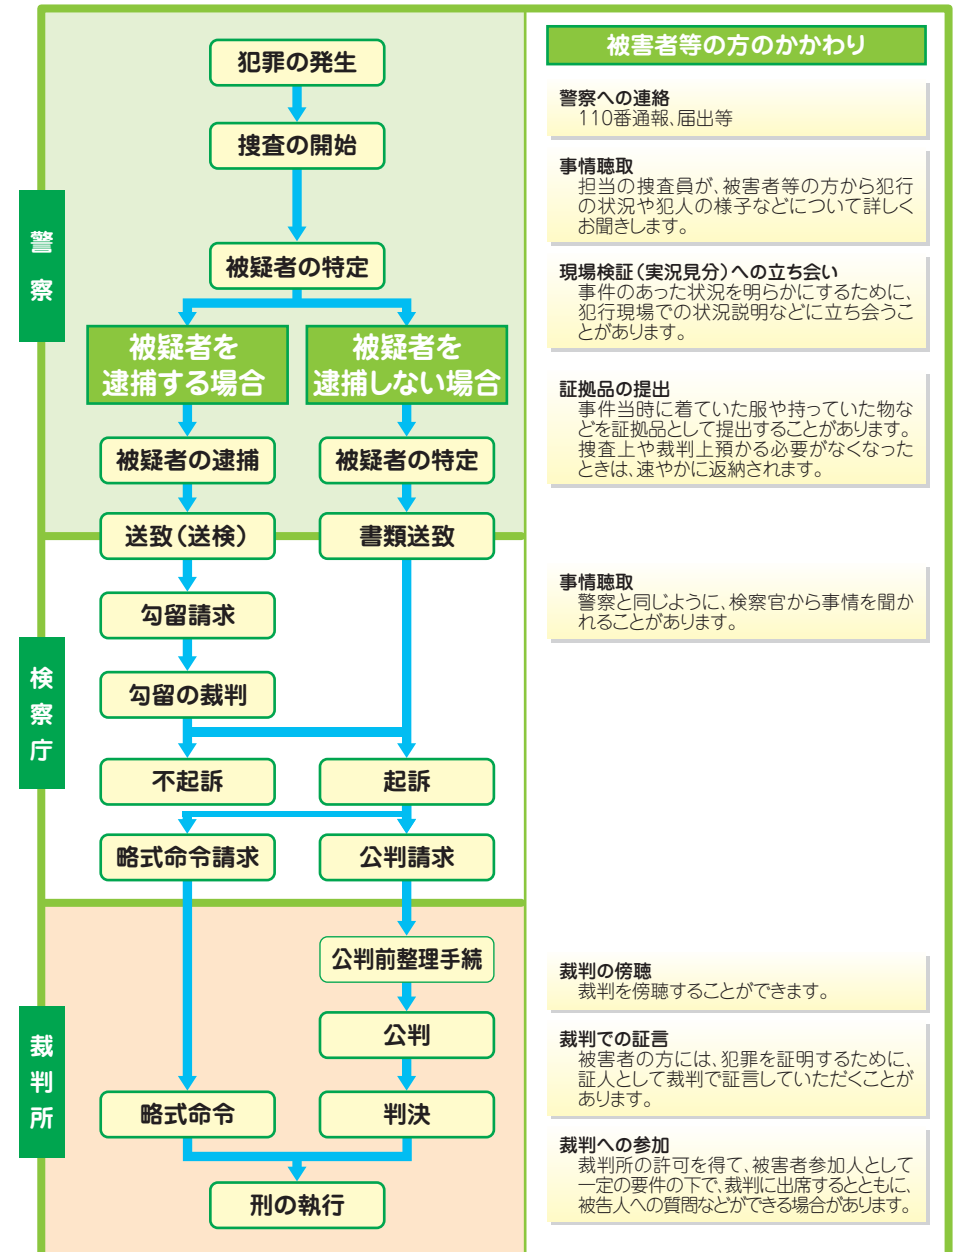 警察
犯罪の発生
捜査の開始
被疑者の特定
被疑者を
逮捕する場合
被疑者を
逮捕しない場合
被疑者の逮捕
被疑者の特定
送致（送検）
書類送致
検察庁
勾留請求
勾留の裁判
不起訴
起訴
略式命令請求
公判請求
裁判所
公判前整理手続
公判
略式命令
判決
刑の執行
被害者等の方のかかわり
警察への連絡
110番通報、届出等
事情聴取
担当の捜査員が、被害者等の方から犯行
の状況や犯人の様子などについて詳しく
お聞きします。
現場検証（実況見分）への立ち会い
事件のあった状況を明らかにするために、
犯行現場での状況説明などに立ち会うこ
とがあります。
証拠品の提出
事件当時に着ていた服や持っていた物な
どを証拠品として提出することがあります。
捜査上や裁判上預かる必要がなくなった
ときは、速やかに返納されます。
事情聴取
警察と同じように、検察官から事情を聞か
れることがあります。
裁判の傍聴
裁判を傍聴することができます。
裁判での証言
被害者の方には、犯罪を証明するために、
証人として裁判で証言していただくことが
あります。
裁判への参加
裁判所の許可を得て、被害者参加人として
一定の要件の下で、裁判に出席するとともに、
被告人への質問などができる場合があります。